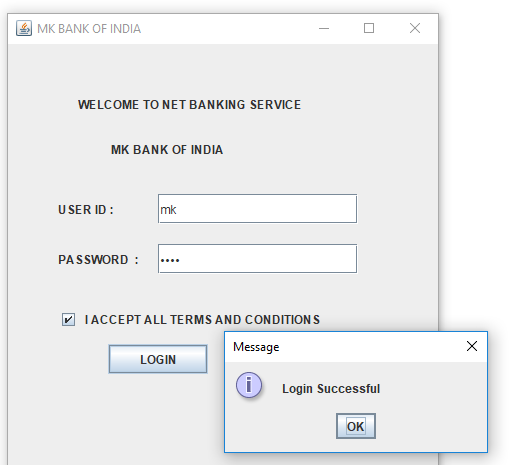 MK BANK OF INDIA
WELCOME TO NET BANKING SERVICE
MK BANK OF INDIA
USER ID : mk
PASSWORD : ••••
I ACCEPT ALL TERMS AND CONDITIONS
LOGIN
Message
Login Successful
OK